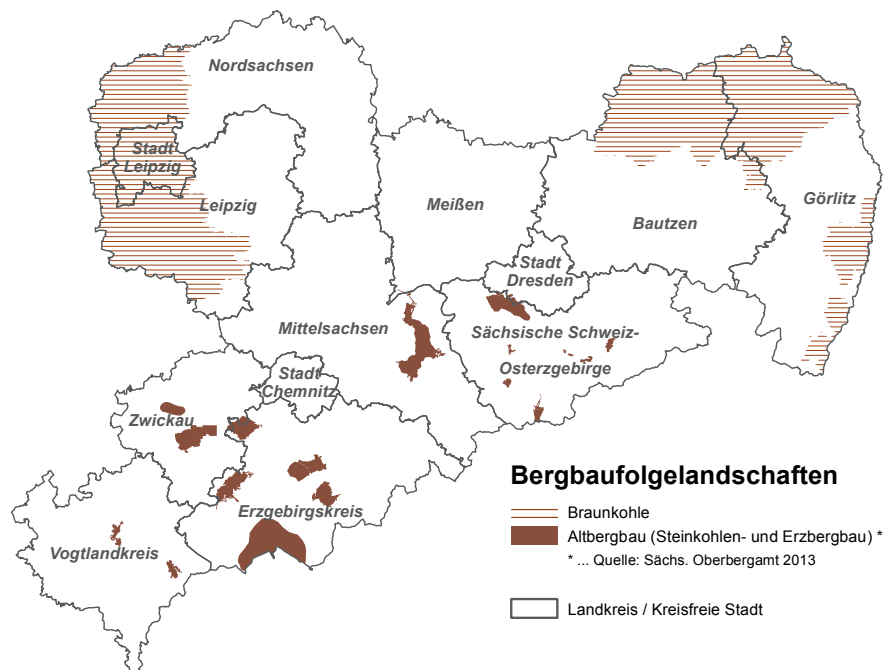 Nordsachsen
Stadt
Leipzig
Leipzig
Meißen
Bautzen
Görlitz
Stadt
Dresden
Mittelsachsen
Sächsische Schweiz-
Osterzgebirge
Stadt
Chemnitz
Zwickau
Erzgebirgskreis
Vogtlandkreis
Bergbaufolgelandschaften
Braunkohle
Altbergbau (Steinkohlen- und Erzbergbau) *
* ... Quelle: Sächs. Oberbergamt 2013
Landkreis / Kreisfreie Stadt